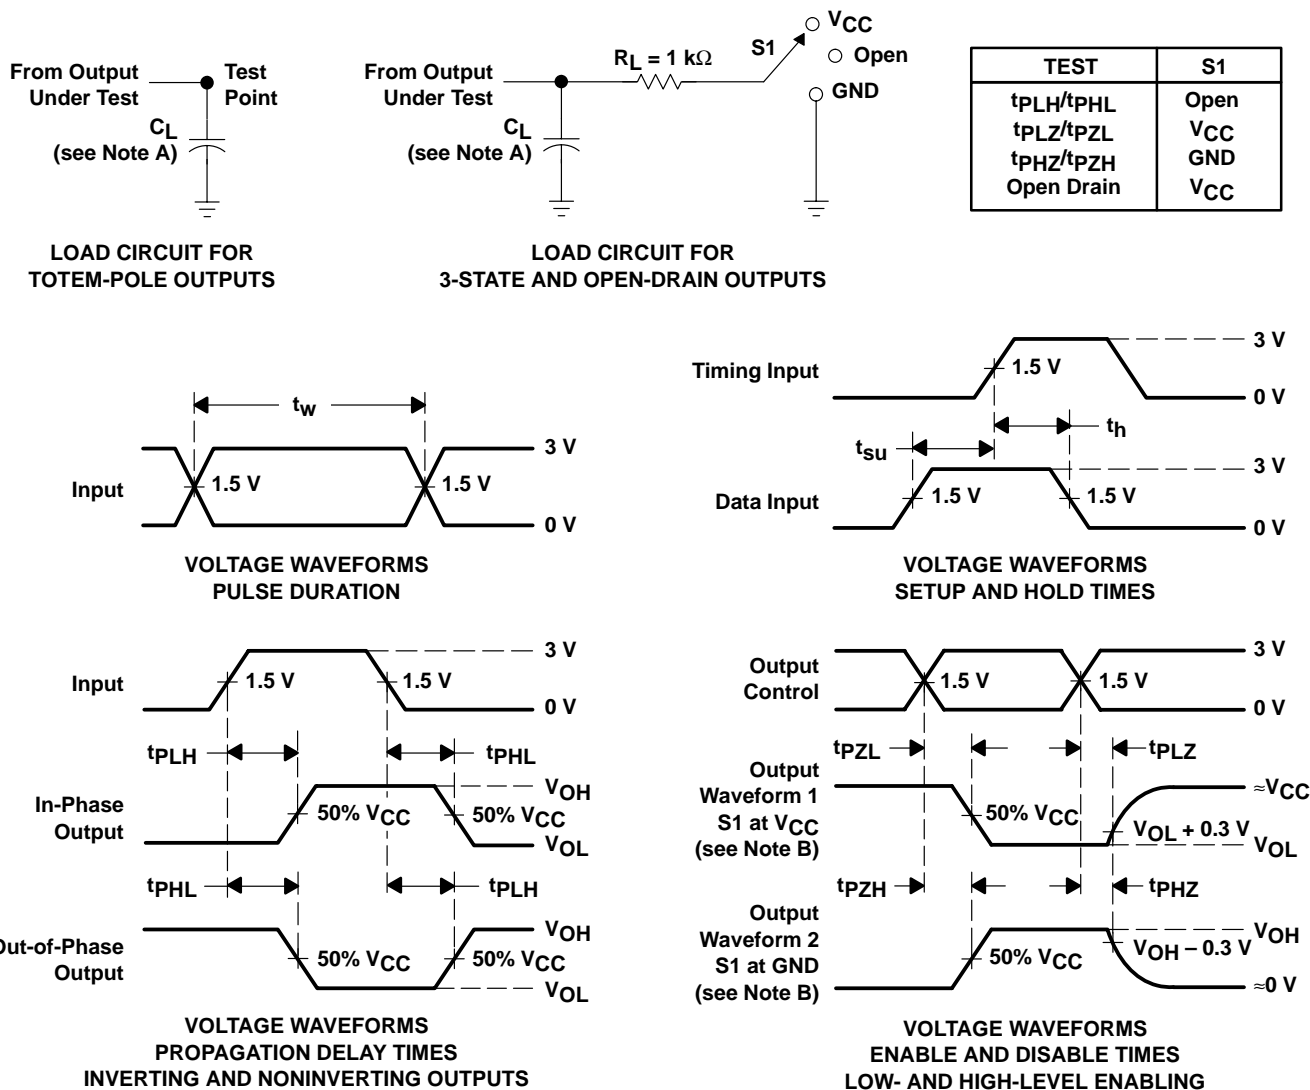 From Output
Under Test
Test
Point
CL
(see Note A)
LOAD CIRCUIT FOR
TOTEM-POLE OUTPUTS
From Output
Under Test
RL = 1 kΩ
S1
VCC
Open
GND
CL
(see Note A)
LOAD CIRCUIT FOR
3-STATE AND OPEN-DRAIN OUTPUTS
TEST S1
tPLH/tPHL Open
tPLZ/tPZL VCC
tPHZ/tPZH GND
Open Drain VCC
tw
Input
1.5 V
1.5 V
3 V
0 V
VOLTAGE WAVEFORMS
PULSE DURATION
Timing Input
1.5 V
3 V
0 V
tsu
th
Data Input
1.5 V
1.5 V
3 V
0 V
VOLTAGE WAVEFORMS
SETUP AND HOLD TIMES
Input
1.5 V
1.5 V
3 V
0 V
tPLH
tPHL
In-Phase
Output
50% VCC
50% VCC
VOH
VOL
tPHL
tPLH
Out-of-Phase
Output
50% VCC
50% VCC
VOH
VOL
VOLTAGE WAVEFORMS
PROPAGATION DELAY TIMES
INVERTING AND NONINVERTING OUTPUTS
Output
Control
1.5 V
1.5 V
3 V
0 V
tPZL
tPLZ
Output
Waveform 1
S1 at VCC
(see Note B)
50% VCC
VOL + 0.3 V
≈VCC
VOL
tPZH
tPHZ
Output
Waveform 2
S1 at GND
(see Note B)
50% VCC
VOH − 0.3 V
VOH
≈0 V
VOLTAGE WAVEFORMS
ENABLE AND DISABLE TIMES
LOW- AND HIGH-LEVEL ENABLING